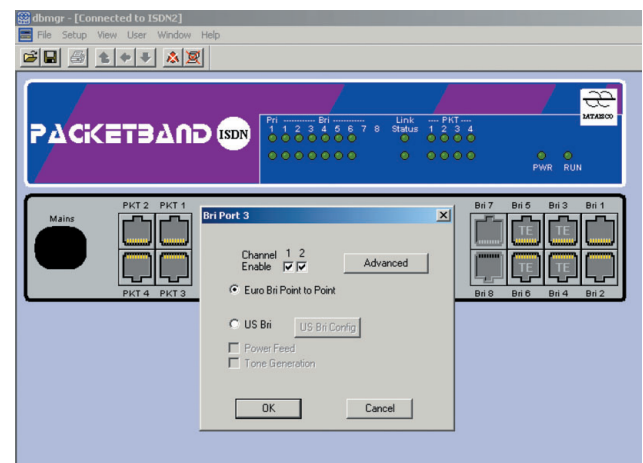 dbmgr - [Connected to ISDN2]
File Setup View User Window Help
PACKETBAND ISDN
Pri ---------- Bri ---------- Link ---- PKT ----
1 1 2 3 4 5 6 7 8 Status 1 2 3 4
PWR RUN
DATATEK
Mains
PKT 2 PKT 1
PKT 4 PKT 3
Bri 7 Bri 5 Bri 3 Bri 1
TE TE
TE TE
Bri 8 Bri 6 Bri 4 Bri 2
Bri Port 3
Channel 1 2
Enable
Advanced
Euro Bri Point to Point
US Bri
US Bri Config
Power Feed
Tone Generation
OK
Cancel